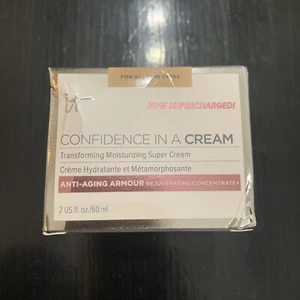 FOR ALL SKIN TYPES
iT
NOW SUPERCHARGED!
CONFIDENCE IN A CREAM
Transforming Moisturizing Super Cream
Crème Hydratante et Métamorphosante
ANTI-AGING ARMOUR REJUVENATING CONCENTRATE+
2 US fl. oz./60 ml